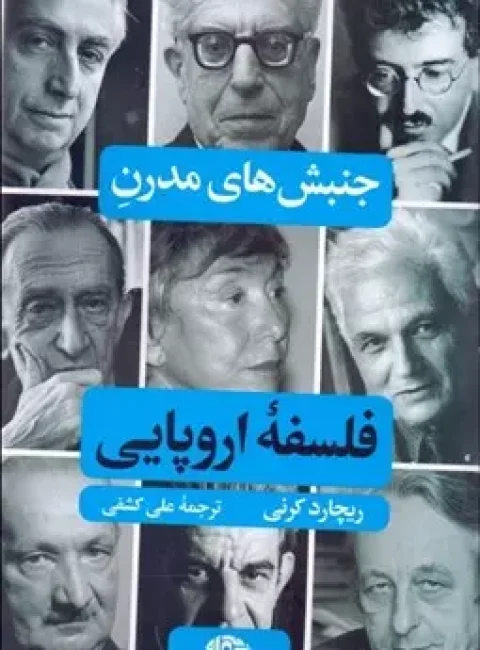 جنبش‌های مدرنِ
فلسفهٔ اروپایی
ریچارد کرنی ترجمهٔ علی کشفی